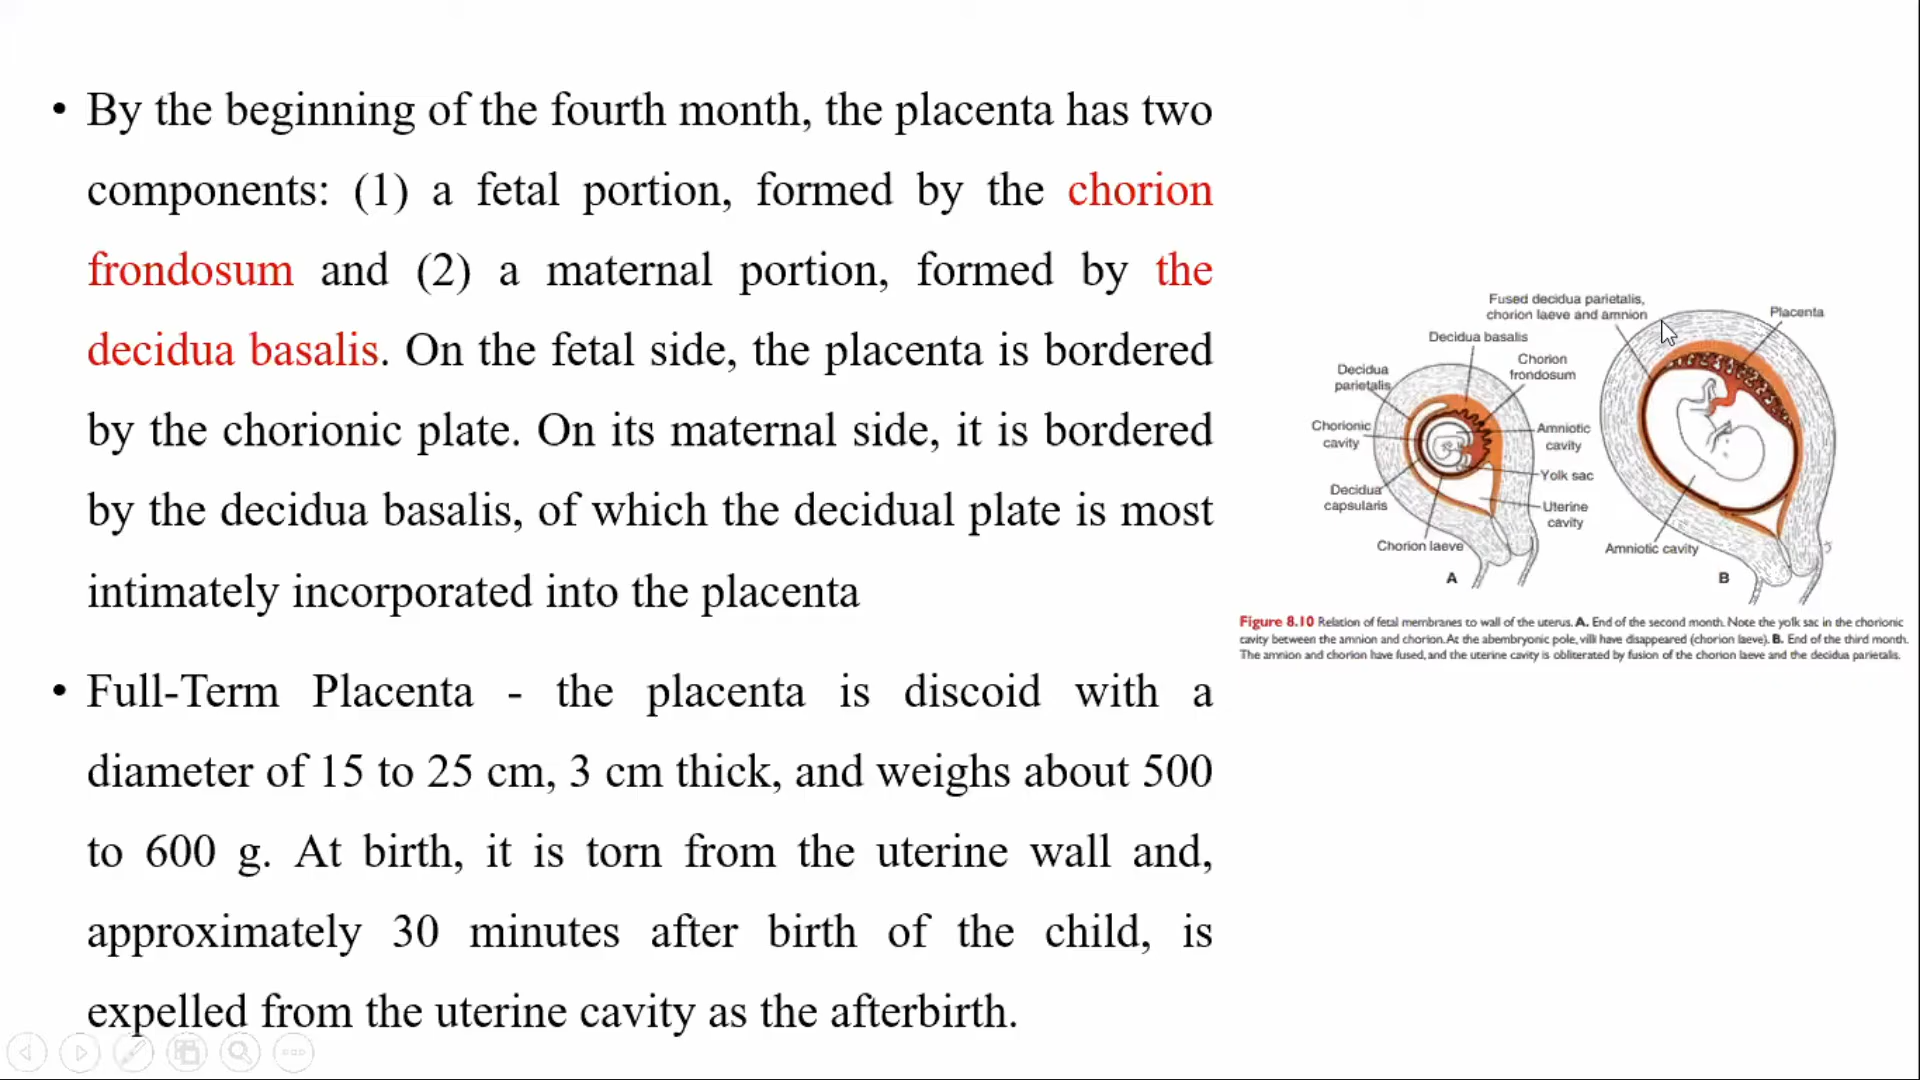 • By the beginning of the fourth month, the placenta has two
components: (1) a fetal portion, formed by the chorion
frondosum and (2) a maternal portion, formed by the
decidua basalis. On the fetal side, the placenta is bordered
by the chorionic plate. On its maternal side, it is bordered
by the decidua basalis, of which the decidual plate is most
intimately incorporated into the placenta
• Full-Term Placenta - the placenta is discoid with a
diameter of 15 to 25 cm, 3 cm thick, and weighs about 500
to 600 g. At birth, it is torn from the uterine wall and,
approximately 30 minutes after birth of the child, is
expelled from the uterine cavity as the afterbirth.
Fused decidua parietalis,
chorion laeve and amnion
Placenta
Decidua basalis
Chorion
frondosum
Decidua
parietalis
Chorionic
cavity
Amniotic
cavity
Yolk sac
Decidua
capsularis
Uterine
cavity
Chorion laeve
Amniotic cavity
A
B
Figure 8.10 Relation of fetal membranes to wall of the uterus. A. End of the second month. Note the yolk sac in the chorionic
cavity between the amnion and chorion. At the abembryonic pole, villi have disappeared (chorion laeve). B. End of the third month.
The amnion and chorion have fused, and the uterine cavity is obliterated by fusion of the chorion laeve and the decidua parietalis.